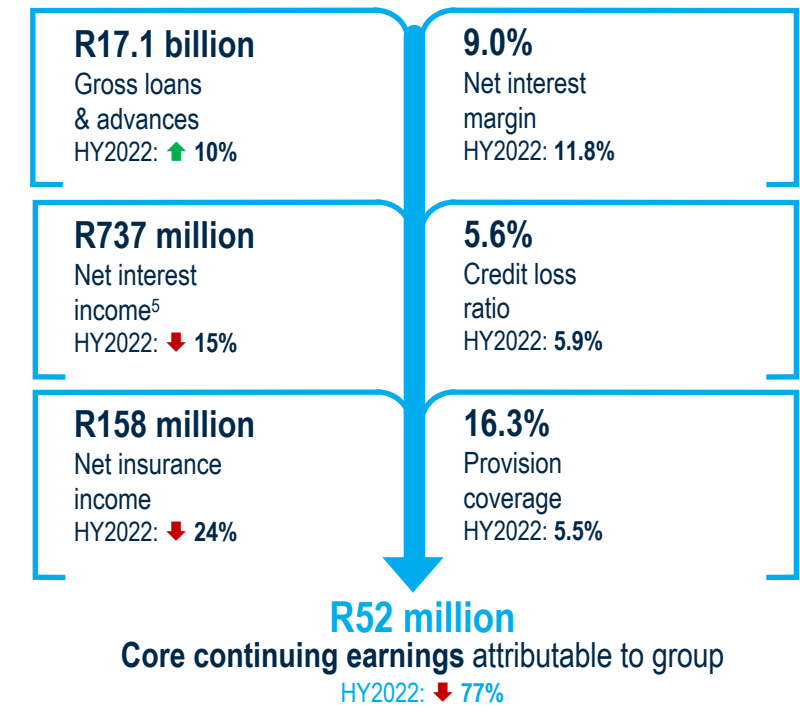 R17.1 billion
Gross loans
& advances
HY2022: ⬆ 10%
9.0%
Net interest
margin
HY2022: 11.8%
R737 million
Net interest
income⁵
HY2022: ⬇ 15%
5.6%
Credit loss
ratio
HY2022: 5.9%
R158 million
Net insurance
income
HY2022: ⬇ 24%
16.3%
Provision
coverage
HY2022: 5.5%
R52 million
Core continuing earnings attributable to group
HY2022: ⬇ 77%